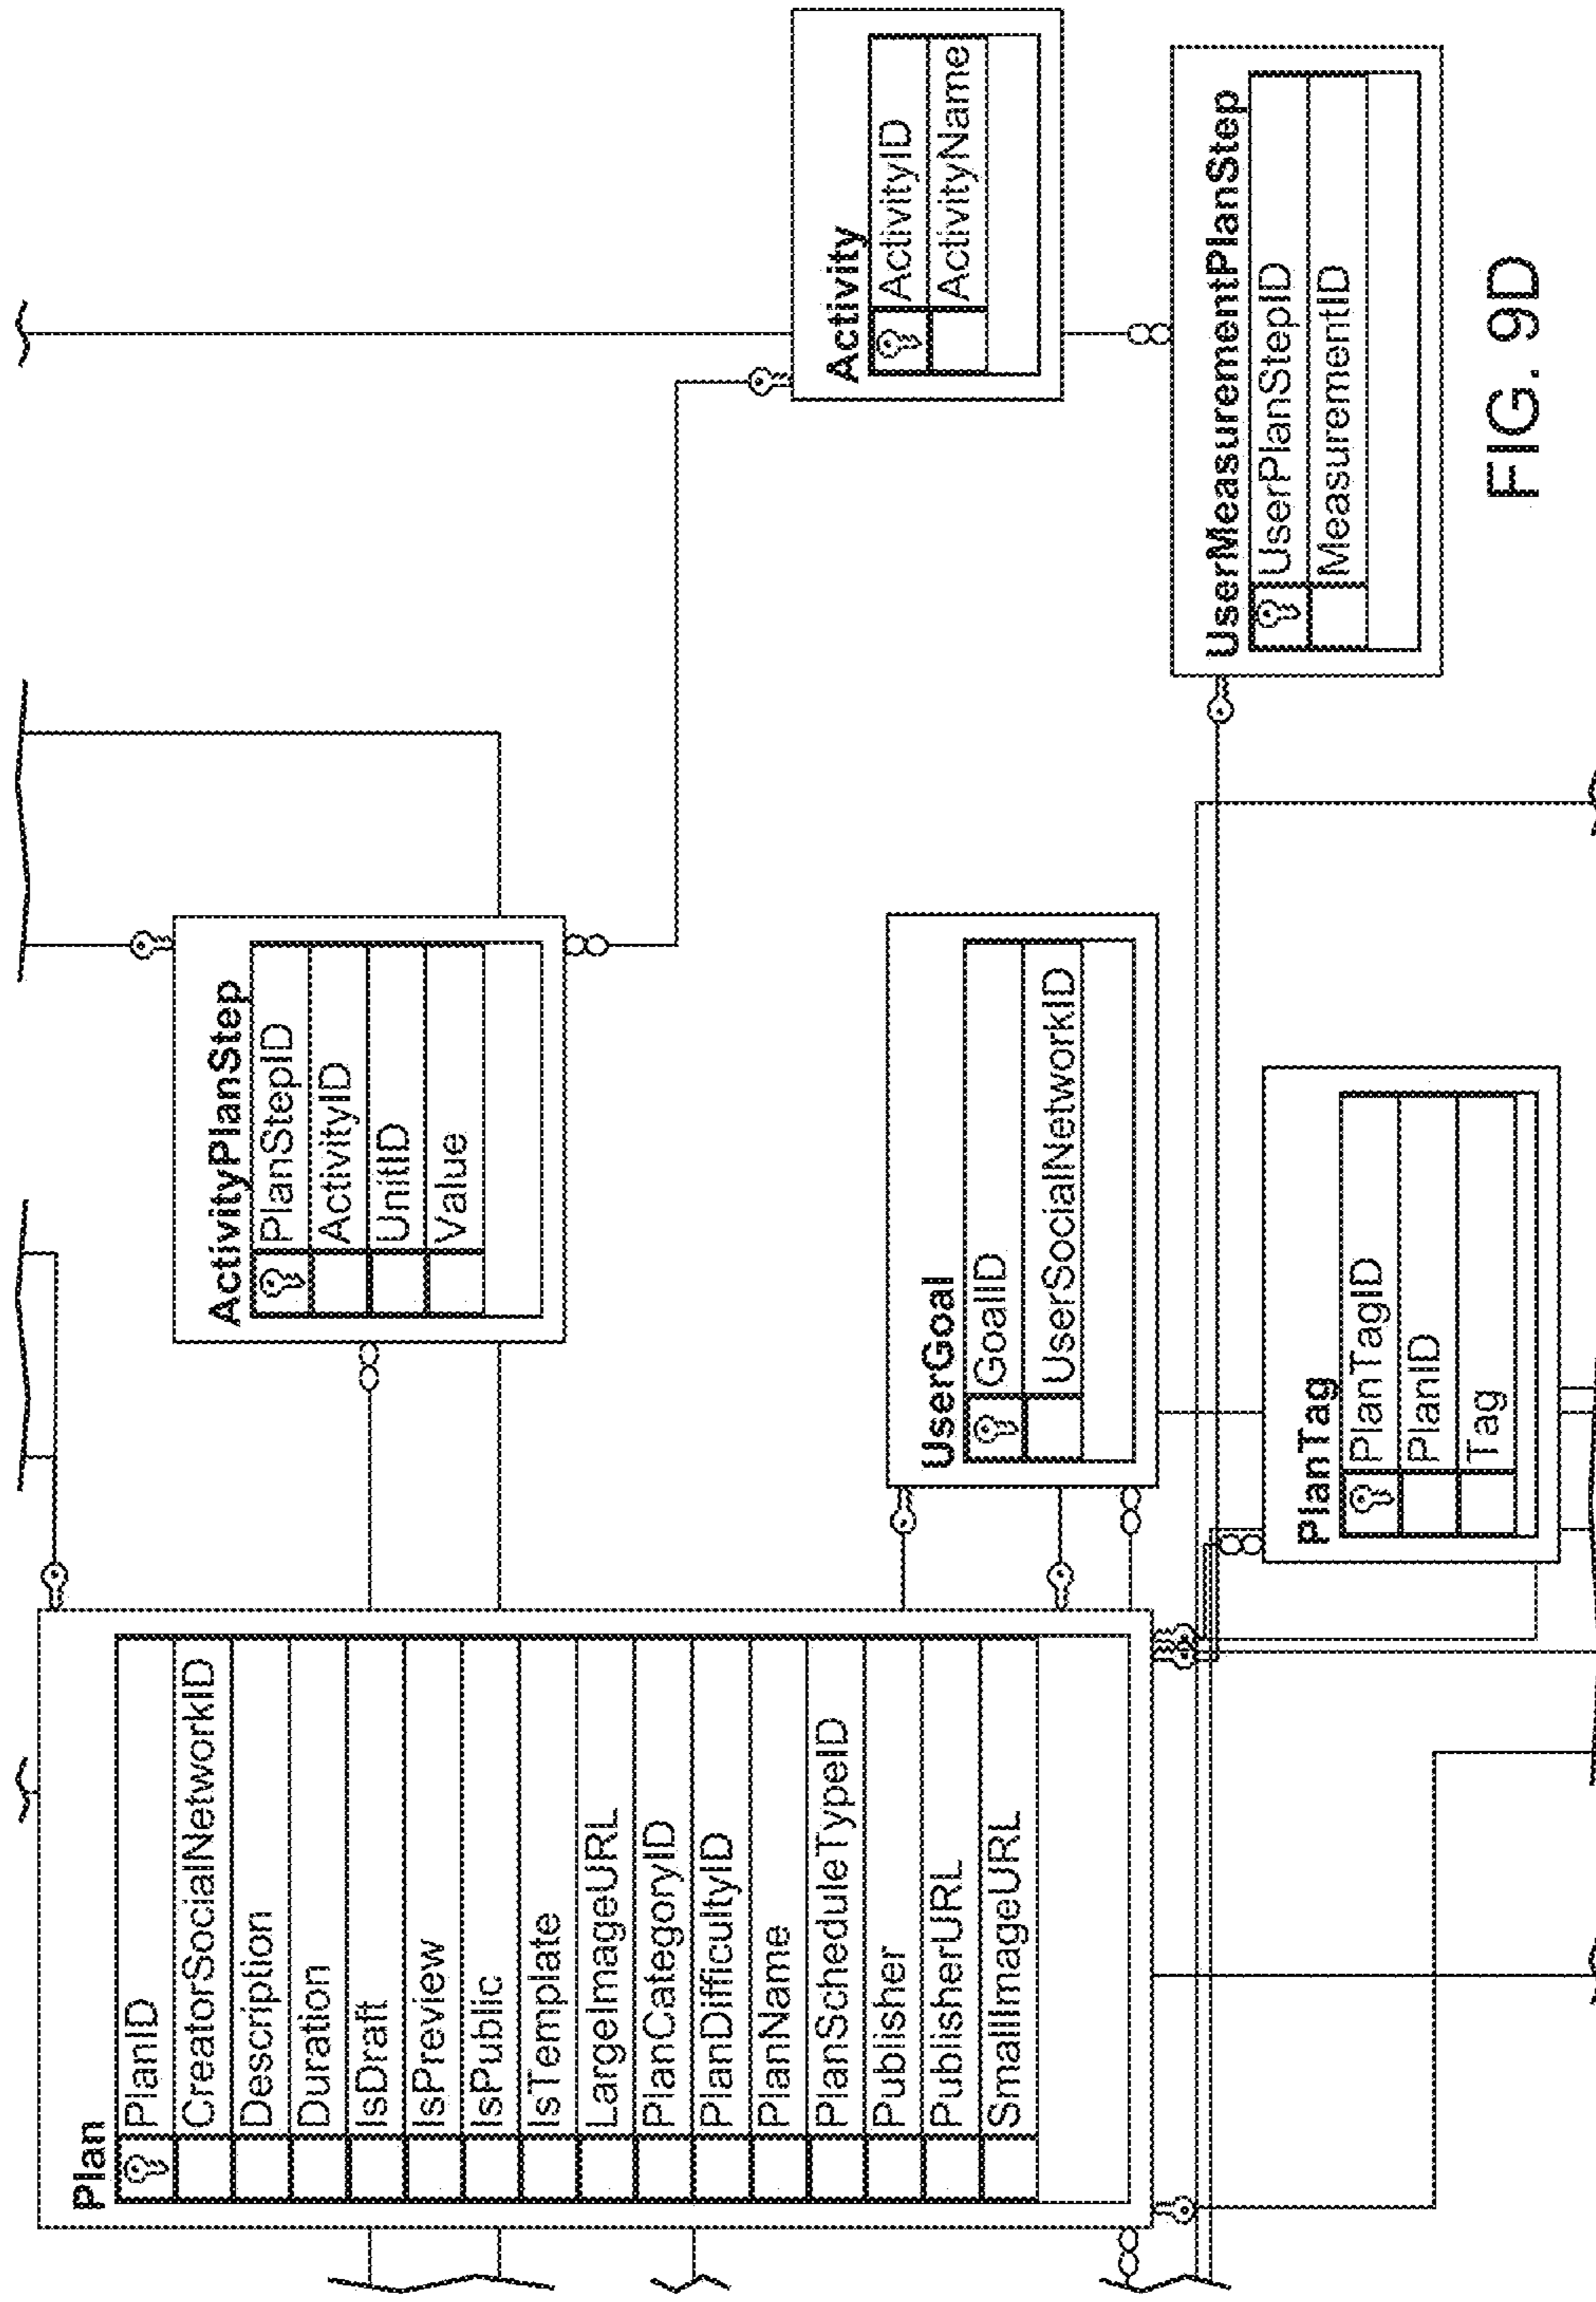 Plan
PlanID
CreatorSocialNetworkID
Description
Duration
IsDraft
IsPreview
IsPublic
IsTemplate
LargeImageURL
PlanCategoryID
PlanDifficultyID
PlanName
PlanScheduleTypeID
Publisher
PublisherURL
SmallImageURL
ActivityPlanStep
PlanStepID
ActivityID
UnitID
Value
UserGoal
GoalID
UserSocialNetworkID
PlanTag
PlanTagID
PlanID
Tag
Activity
ActivityID
ActivityName
UserMeasurementPlanStep
UserPlanStepID
MeasurementID
FIG. 9D